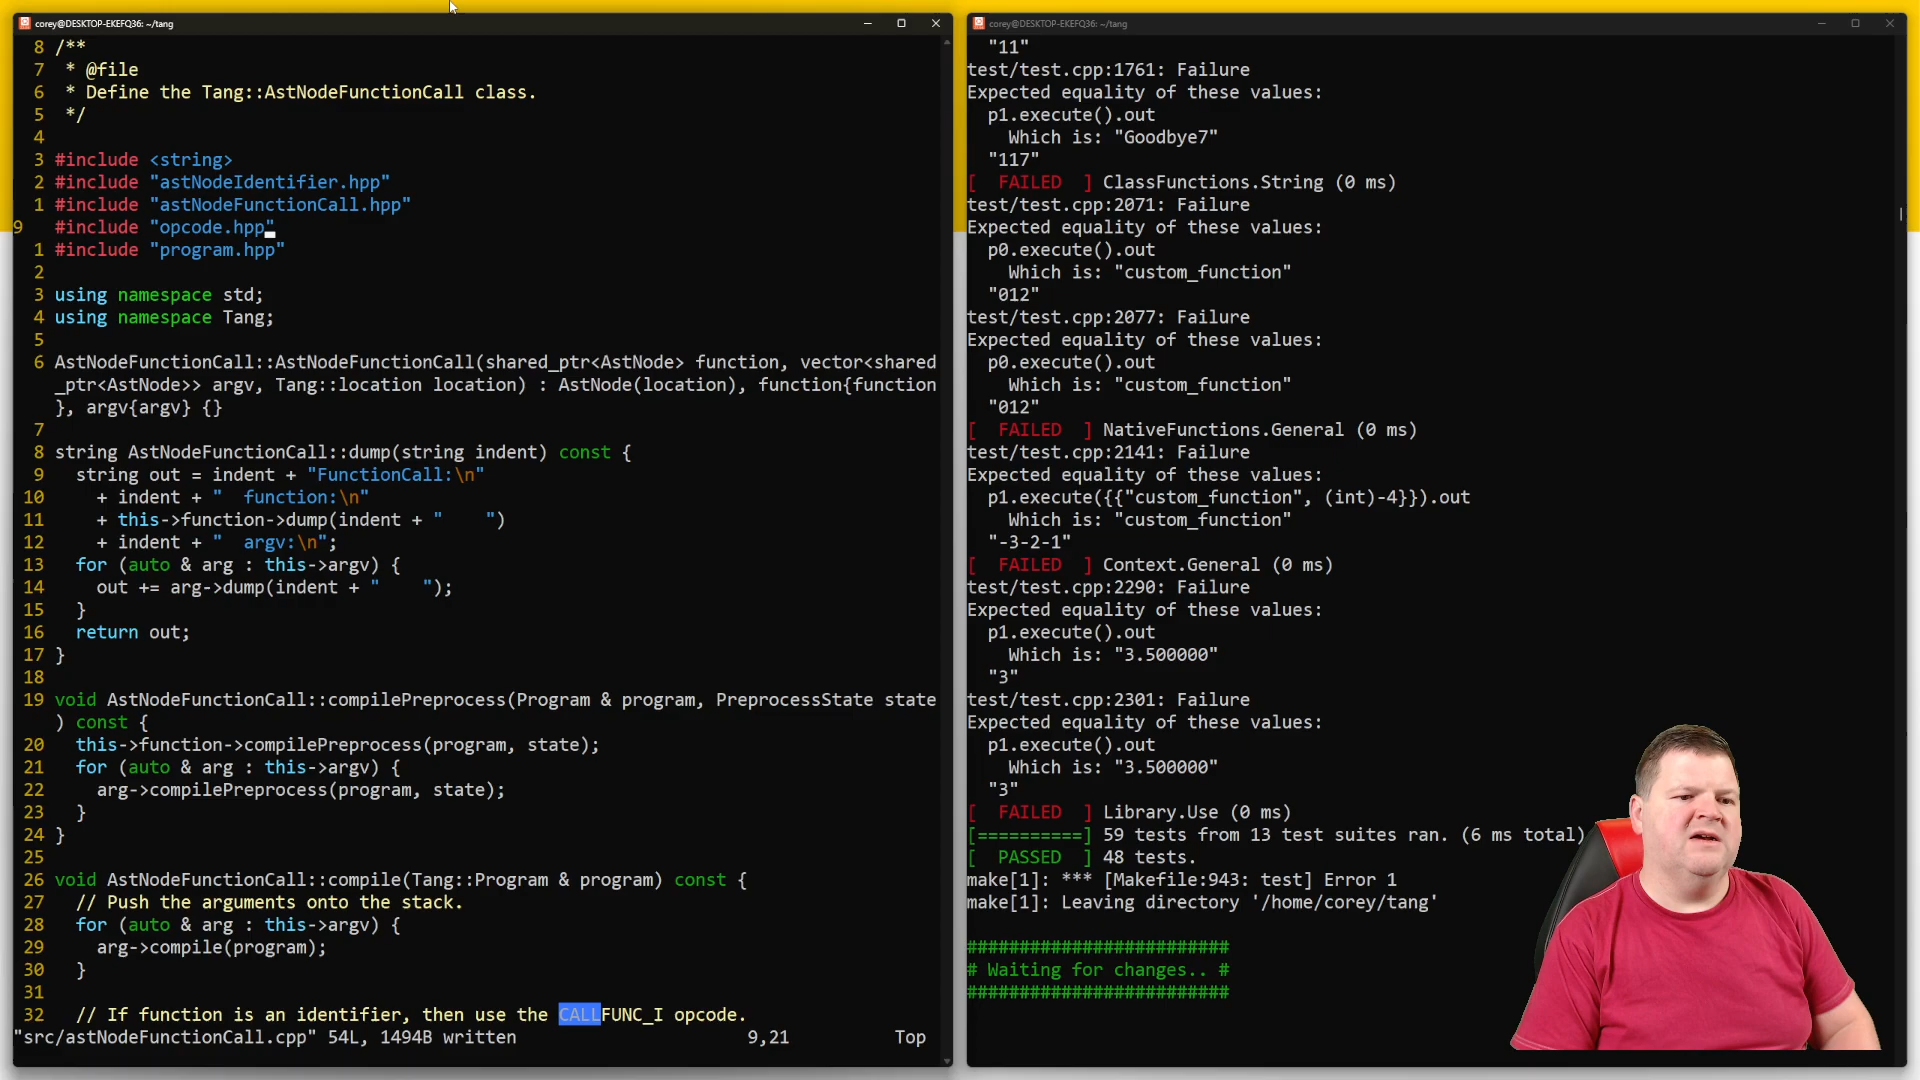 corey@DESKTOP-EKEFQ36: ~/tang
8 /**
7  * @file
6  * Define the Tang::AstNodeFunctionCall class.
5  */
4
3 #include <string>
2 #include "astNodeIdentifier.hpp"
1 #include "astNodeFunctionCall.hpp"
9 #include "opcode.hpp"
1 #include "program.hpp"
2
3 using namespace std;
4 using namespace Tang;
5
6 AstNodeFunctionCall::AstNodeFunctionCall(shared_ptr<AstNode> function, vector<shared
_ptr<AstNode>> argv, Tang::location location) : AstNode(location), function{function
}, argv{argv} {}
7
8 string AstNodeFunctionCall::dump(string indent) const {
9   string out = indent + "FunctionCall:\n"
10     + indent + "  function:\n"
11     + this->function->dump(indent + "    ")
12     + indent + "  argv:\n";
13   for (auto & arg : this->argv) {
14     out += arg->dump(indent + "    ");
15   }
16   return out;
17 }
18
19 void AstNodeFunctionCall::compilePreprocess(Program & program, PreprocessState state
) const {
20   this->function->compilePreprocess(program, state);
21   for (auto & arg : this->argv) {
22     arg->compilePreprocess(program, state);
23   }
24 }
25
26 void AstNodeFunctionCall::compile(Tang::Program & program) const {
27   // Push the arguments onto the stack.
28   for (auto & arg : this->argv) {
29     arg->compile(program);
30   }
31
32   // If function is an identifier, then use the CALLFUNC_I opcode.
"src/astNodeFunctionCall.cpp" 54L, 1494B written 9,21 Top
corey@DESKTOP-EKEFQ36: ~/tang
"11"
test/test.cpp:1761: Failure
Expected equality of these values:
  p1.execute().out
    Which is: "Goodbye7"
  "117"
[  FAILED  ] ClassFunctions.String (0 ms)
test/test.cpp:2071: Failure
Expected equality of these values:
  p0.execute().out
    Which is: "custom_function"
  "012"
test/test.cpp:2077: Failure
Expected equality of these values:
  p0.execute().out
    Which is: "custom_function"
  "012"
[  FAILED  ] NativeFunctions.General (0 ms)
test/test.cpp:2141: Failure
Expected equality of these values:
  p1.execute({{"custom_function", (int)-4}}).out
    Which is: "custom_function"
  "-3-2-1"
[  FAILED  ] Context.General (0 ms)
test/test.cpp:2290: Failure
Expected equality of these values:
  p1.execute().out
    Which is: "3.500000"
  "3"
test/test.cpp:2301: Failure
Expected equality of these values:
  p1.execute().out
    Which is: "3.500000"
  "3"
[  FAILED  ] Library.Use (0 ms)
[==========] 59 tests from 13 test suites ran. (6 ms total)
[  PASSED  ] 48 tests.
make[1]: *** [Makefile:943: test] Error 1
make[1]: Leaving directory '/home/corey/tang'
#########################
# Waiting for changes.. #
#########################